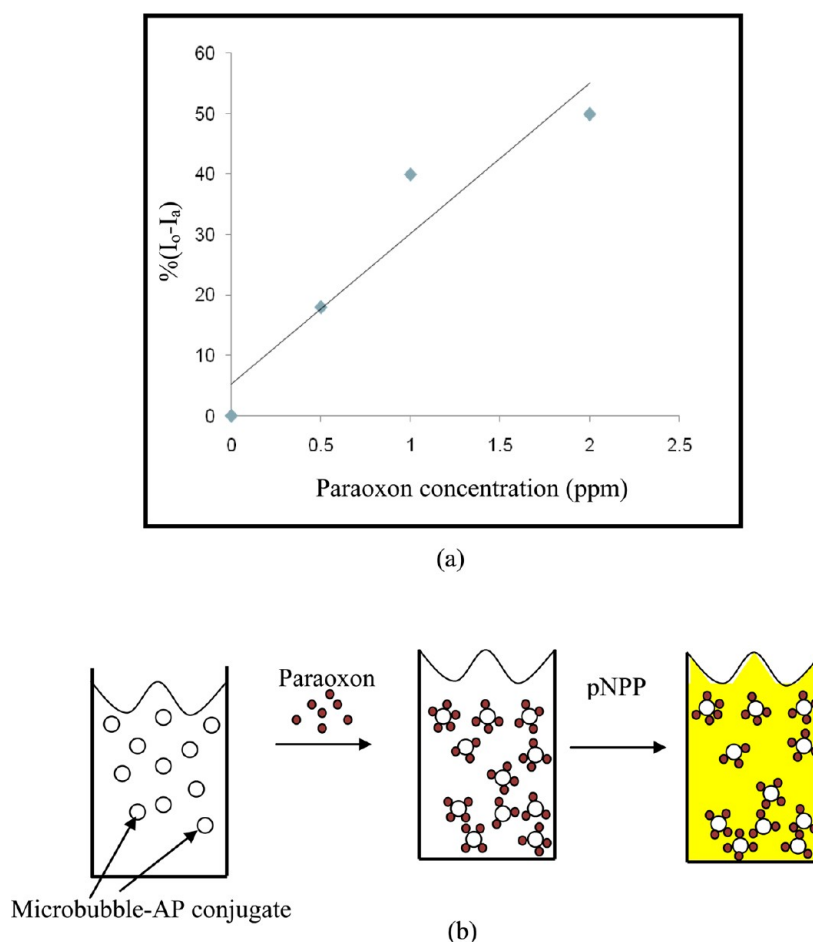 60
50
40
30
20
10
0
%(Iₒ-Iₐ)
0 0.5 1 1.5 2 2.5
Paraoxon concentration (ppm)
(a)
Paraoxon
pNPP
Microbubble-AP conjugate
(b)